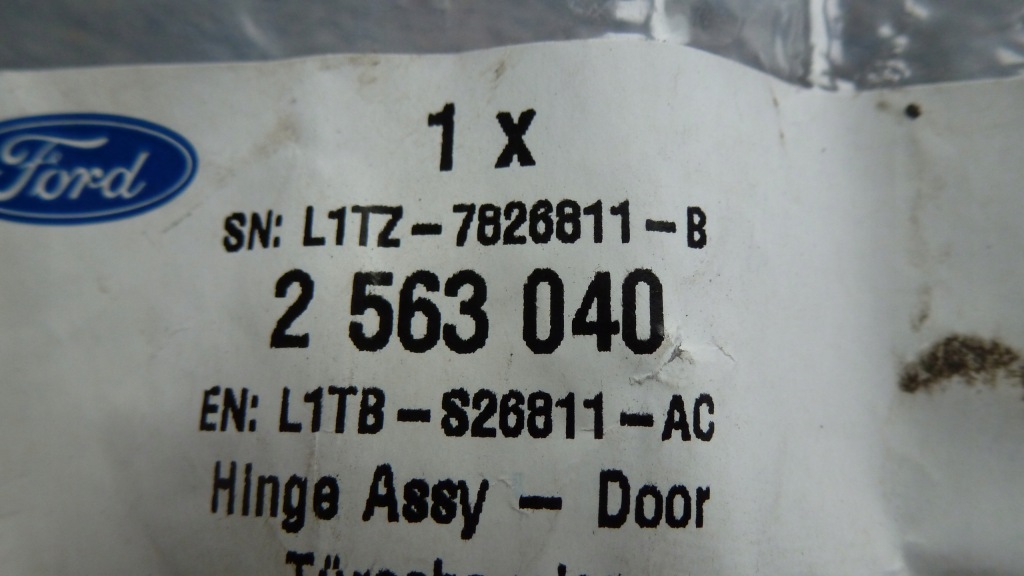 Ford
1 x
SN: L1TZ-7826811-B
2 563 040
EN: L1TB-S26811-AC
Hinge Assy - Door